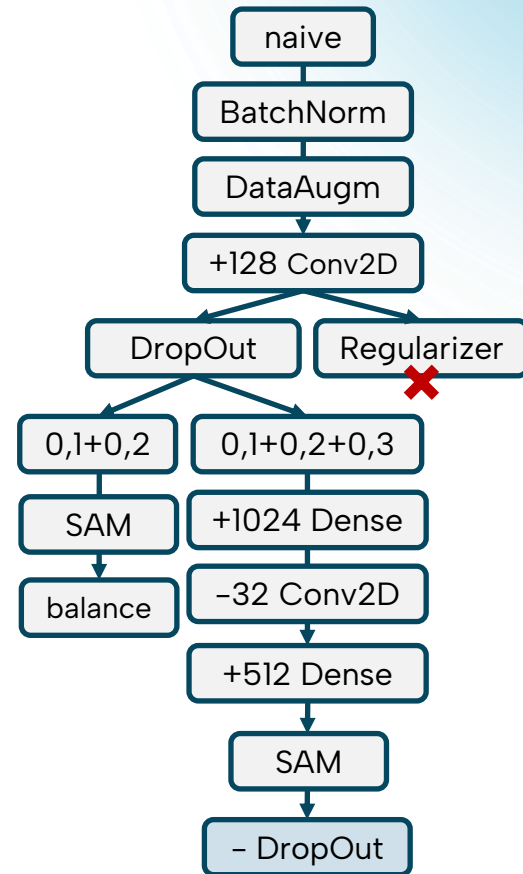 naive
BatchNorm
DataAugm
+128 Conv2D
DropOut
Regularizer
0,1+0,2
0,1+0,2+0,3
SAM
+1024 Dense
balance
-32 Conv2D
+512 Dense
SAM
- DropOut